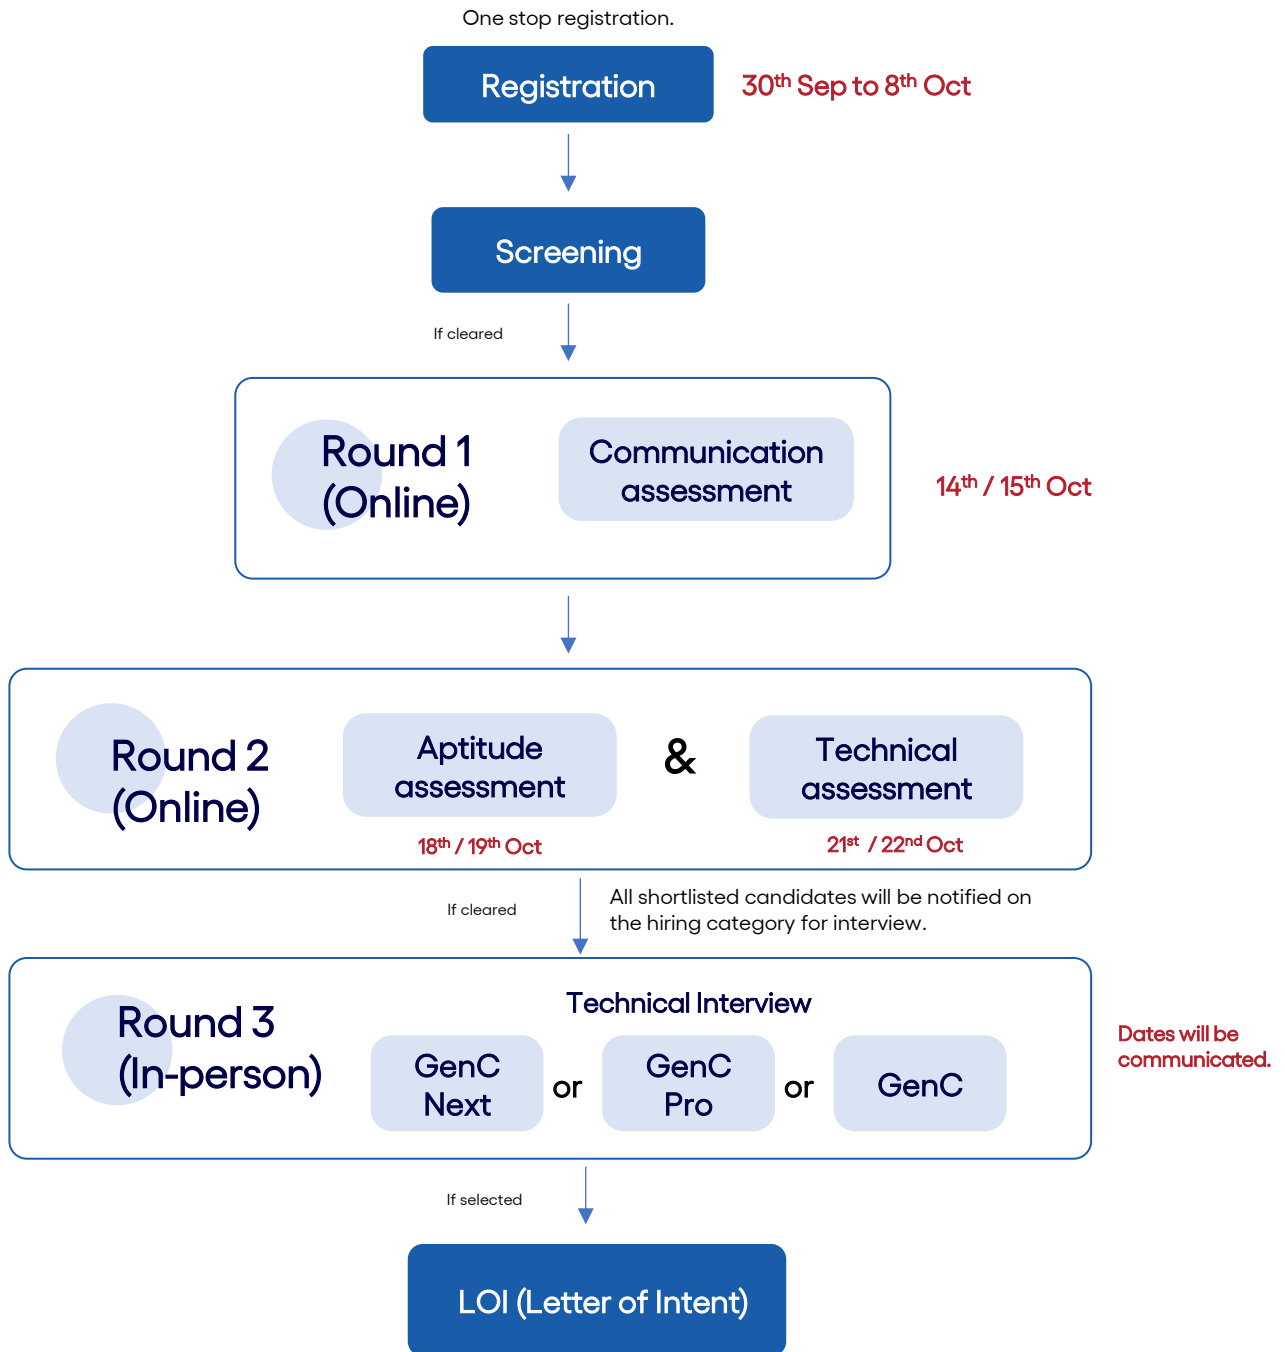 One stop registration.
Registration
30th Sep to 8th Oct
Screening
If cleared
Round 1
(Online)
Communication
assessment
14th / 15th Oct
Round 2
(Online)
Aptitude
assessment
&
Technical
assessment
18th / 19th Oct
21st / 22nd Oct
If cleared
All shortlisted candidates will be notified on
the hiring category for interview.
Round 3
(In-person)
Technical Interview
GenC
Next
or
GenC
Pro
or
GenC
Dates will be
communicated.
If selected
LOI (Letter of Intent)